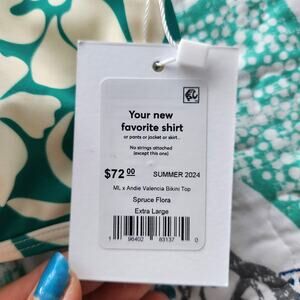 Your new
favorite shirt
or pants or jacket or skirt...
No strings attached
(except this one)
$72.00 SUMMER 2024
ML x Andie Valencia Bikini Top
Spruce Flora
Extra Large
1 96402 83137 0